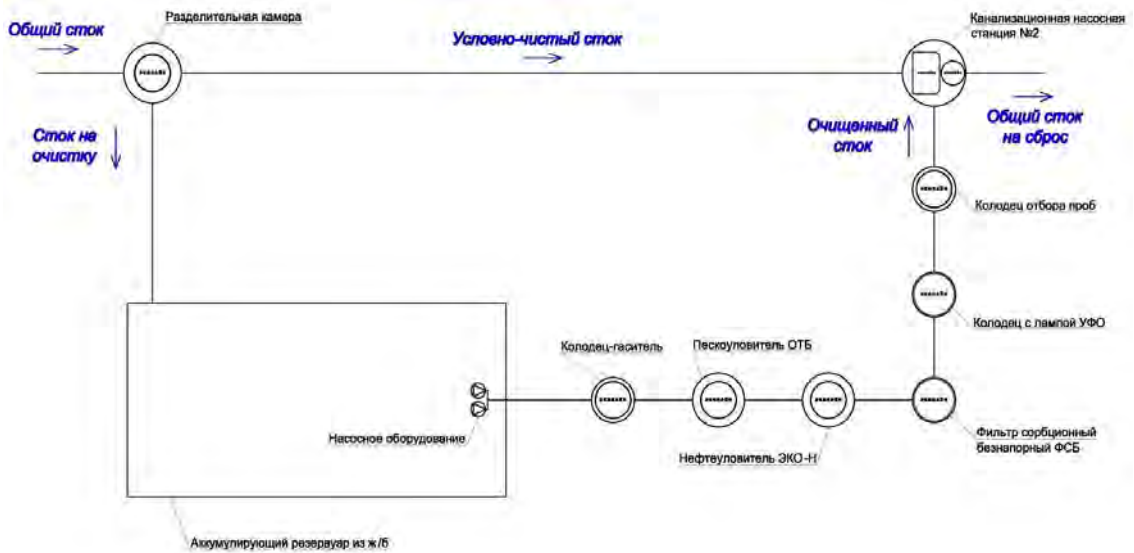 Разделительная камера
Общий сток
Условно-чистый сток
Канализационная насосная
станция №2
Сток на
очистку
Очищенный
сток
Общий сток
на сброс
Колодец отбора проб
Колодец с лампой УФО
Колодец-гаситель
Пескоуловитель ОТБ
Насосное оборудование
Нефтеуловитель ЭКО-Н
Фильтр сорбционный
безнапорный ФСБ
Аккумулирующий резервуар из ж/б